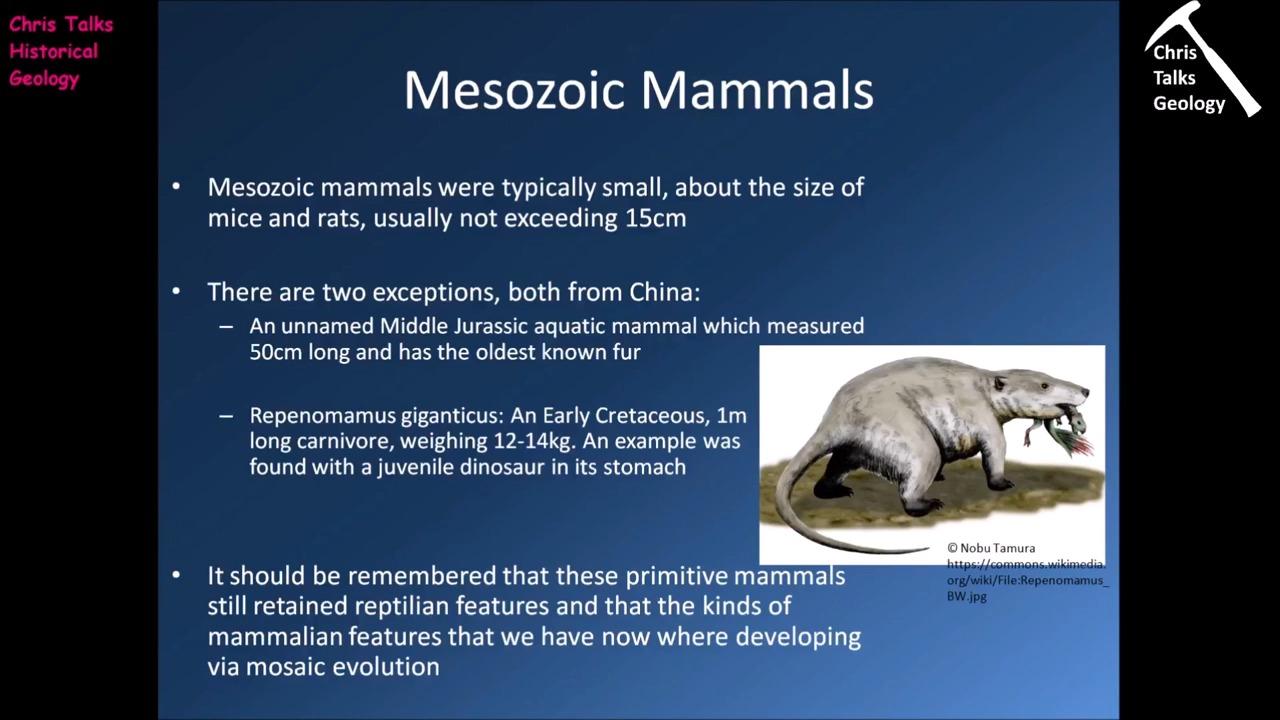 Chris Talks
Historical
Geology
Chris
Talks
Geology
Mesozoic Mammals
• Mesozoic mammals were typically small, about the size of
mice and rats, usually not exceeding 15cm
• There are two exceptions, both from China:
– An unnamed Middle Jurassic aquatic mammal which measured
50cm long and has the oldest known fur
– Repenomamus giganticus: An Early Cretaceous, 1m
long carnivore, weighing 12-14kg. An example was
found with a juvenile dinosaur in its stomach
© Nobu Tamura
https://commons.wikimedia.
org/wiki/File:Repenomamus_
BW.jpg
• It should be remembered that these primitive mammals
still retained reptilian features and that the kinds of
mammalian features that we have now where developing
via mosaic evolution